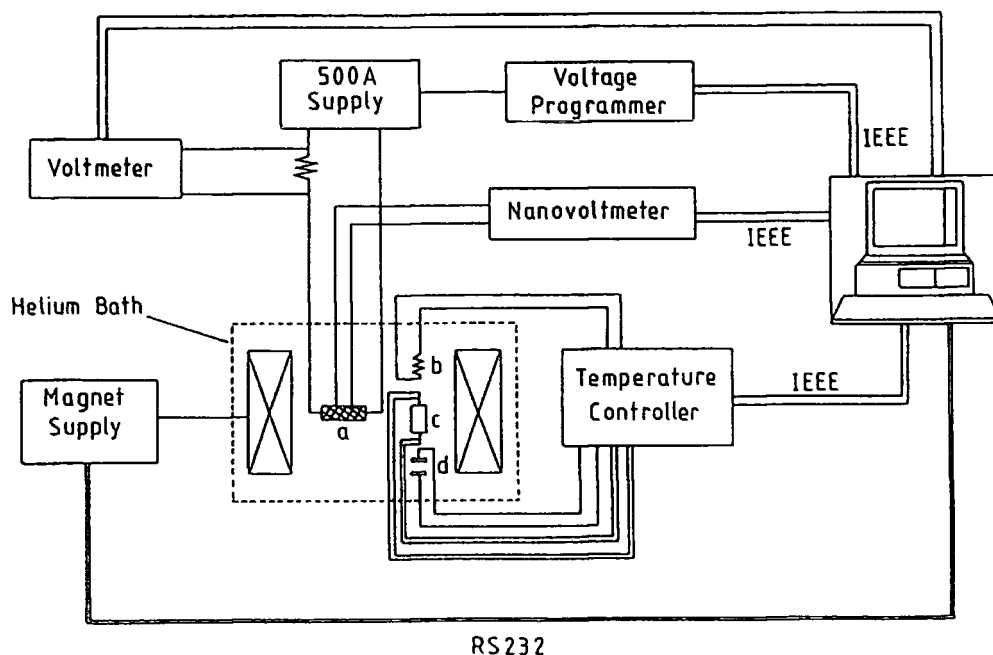 500A
Supply
Voltage
Programmer
Voltmeter
IEEE
Nanovoltmeter
IEEE
Helium Bath
b
Magnet
Supply
a
c
d
Temperature
Controller
IEEE
RS232